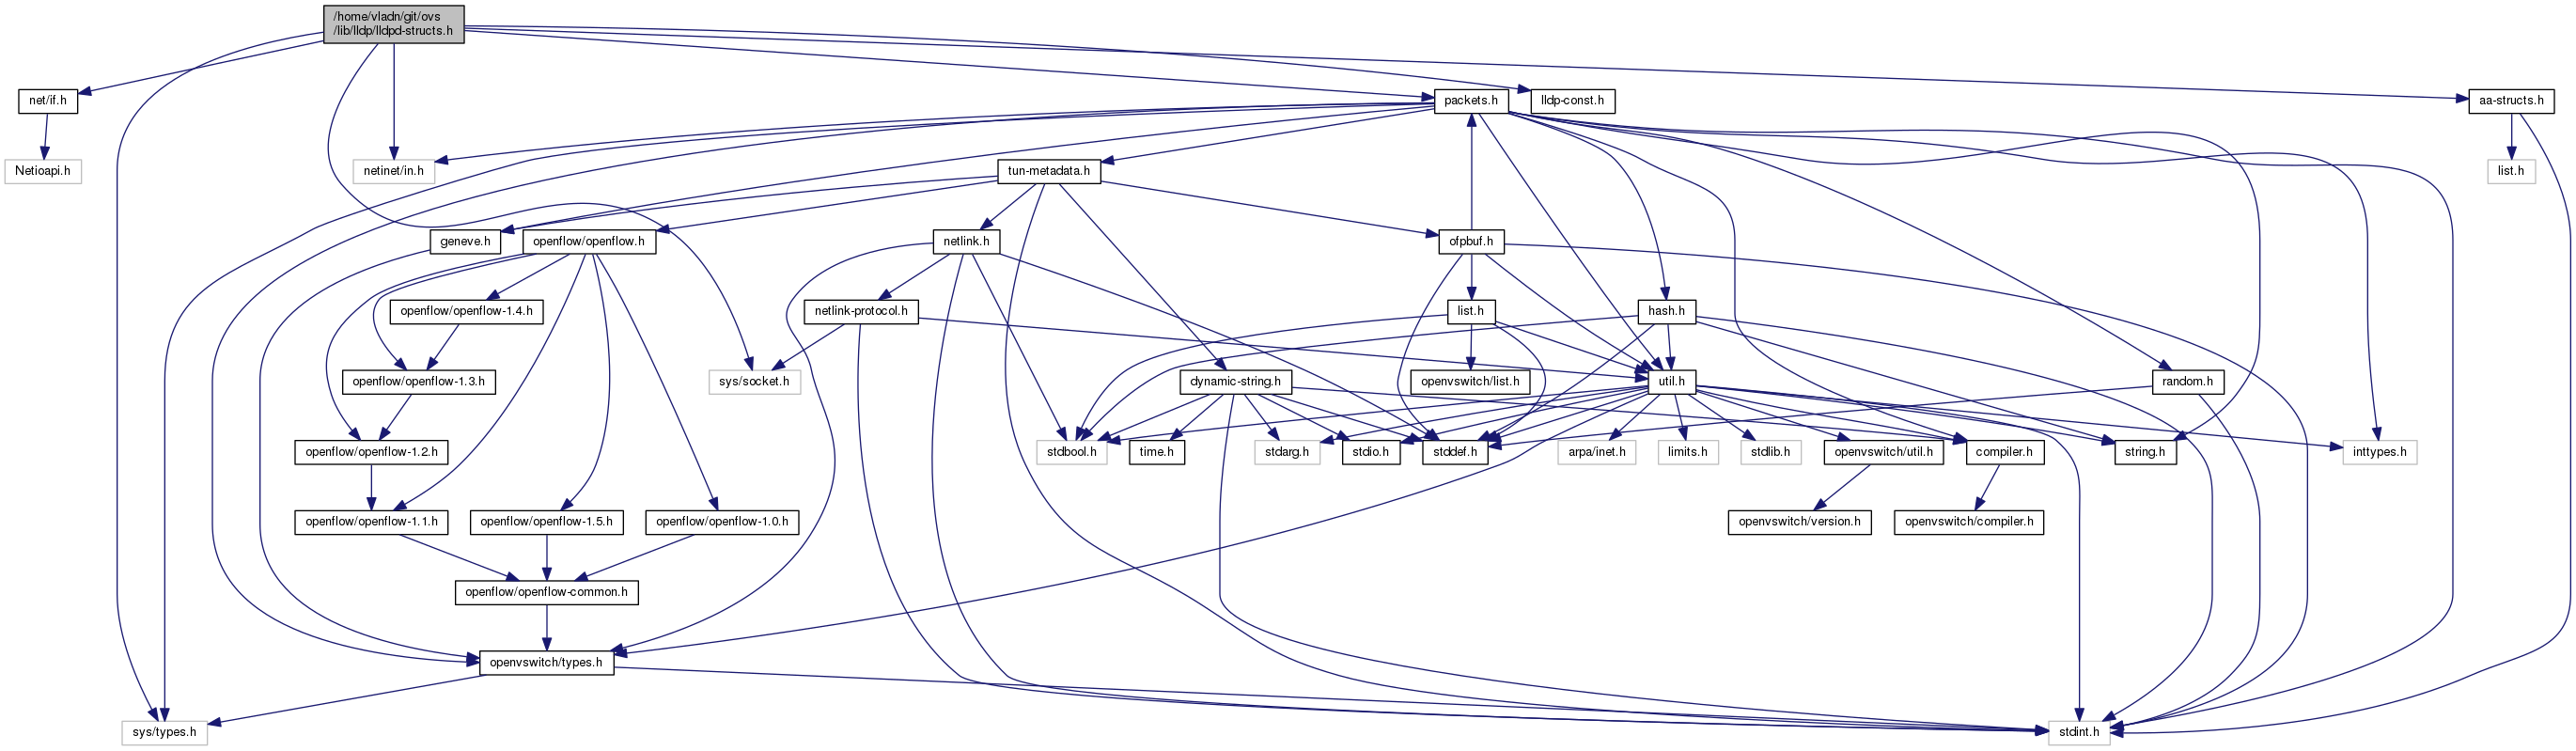 /home/vladn/git/ovs
/lib/lldp/lldpd-structs.h
net/if.h
packets.h
lldp-const.h
aa-structs.h
Netioapi.h
netinet/in.h
tun-metadata.h
list.h
geneve.h
openflow/openflow.h
netlink.h
ofpbuf.h
openflow/openflow-1.4.h
netlink-protocol.h
list.h
hash.h
openflow/openflow-1.3.h
sys/socket.h
dynamic-string.h
openvswitch/list.h
util.h
random.h
openflow/openflow-1.2.h
stdbool.h
time.h
stdarg.h
stdio.h
stddef.h
arpa/inet.h
limits.h
stdlib.h
openvswitch/util.h
compiler.h
string.h
inttypes.h
openflow/openflow-1.1.h
openflow/openflow-1.5.h
openflow/openflow-1.0.h
openvswitch/version.h
openvswitch/compiler.h
openflow/openflow-common.h
openvswitch/types.h
sys/types.h
stdint.h